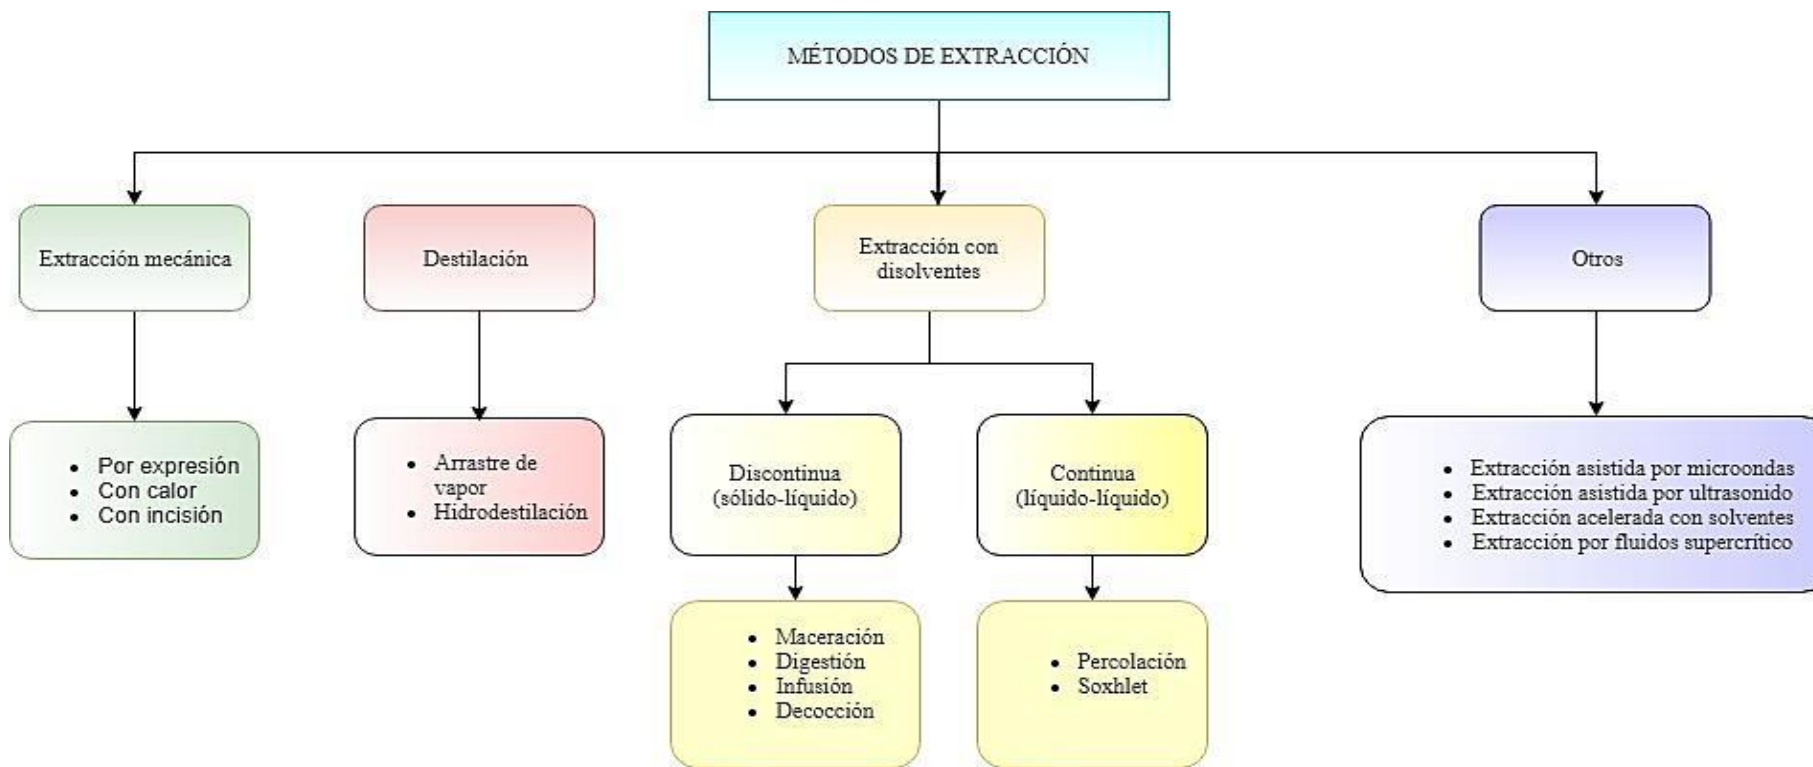 MÉTODOS DE EXTRACCIÓN
Extracción mecánica
Destilación
Extracción con
disolventes
Otros
• Por expresión
• Con calor
• Con incisión
• Arrastre de
vapor
• Hidrodestilación
Discontinua
(sólido-líquido)
Continua
(líquido-líquido)
• Extracción asistida por microondas
• Extracción asistida por ultrasonido
• Extracción acelerada con solventes
• Extracción por fluidos supercrítico
• Maceración
• Digestión
• Infusión
• Decocción
• Percolación
• Soxhlet